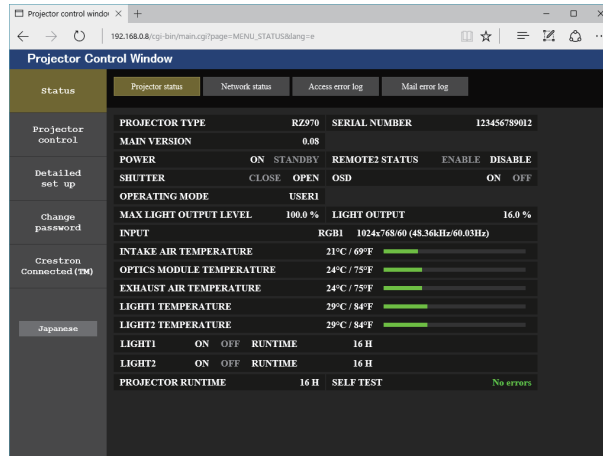 Projector control windov
192.168.0.8/cgi-bin/main.cgi?page=MENU_STATUS&lang=e
Projector Control Window
Status
Projector status
Network status
Access error log
Mail error log
Projector control
Detailed set up
Change password
Crestron Connected(TM)
Japanese
PROJECTOR TYPE RZ970 SERIAL NUMBER 123456789012
MAIN VERSION 0.08
POWER ON STANDBY REMOTE2 STATUS ENABLE DISABLE
SHUTTER CLOSE OPEN OSD ON OFF
OPERATING MODE USER1
MAX LIGHT OUTPUT LEVEL 100.0 % LIGHT OUTPUT 16.0 %
INPUT RGB1 1024x768/60 (48.36kHz/60.03Hz)
INTAKE AIR TEMPERATURE 21°C / 69°F
OPTICS MODULE TEMPERATURE 24°C / 75°F
EXHAUST AIR TEMPERATURE 24°C / 75°F
LIGHT1 TEMPERATURE 29°C / 84°F
LIGHT2 TEMPERATURE 29°C / 84°F
LIGHT1 ON OFF RUNTIME 16 H
LIGHT2 ON OFF RUNTIME 16 H
PROJECTOR RUNTIME 16 H SELF TEST No errors